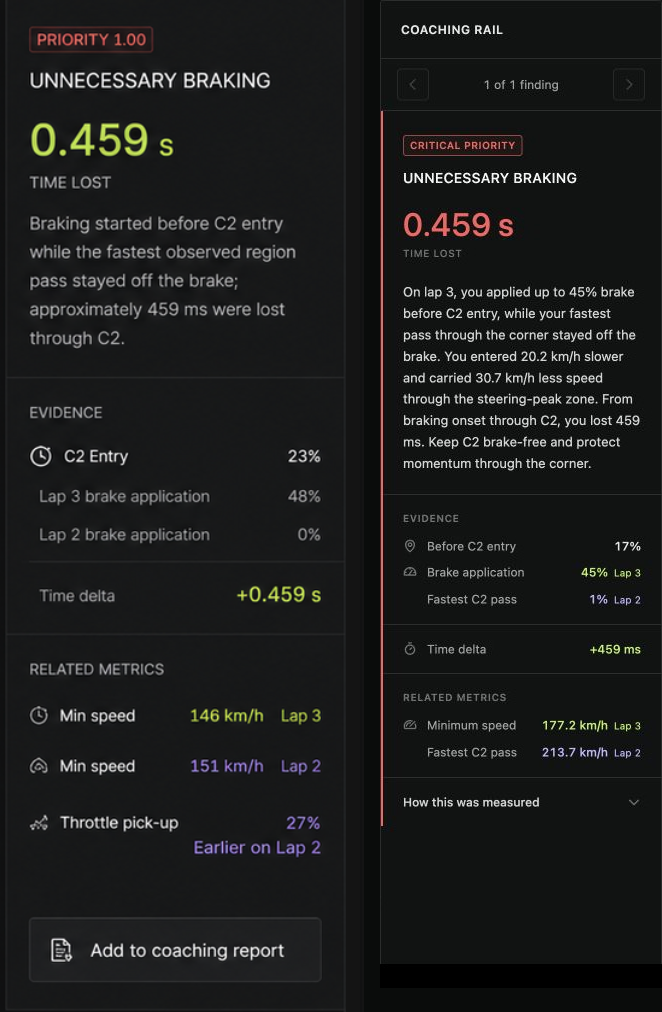 PRIORITY 1.00
UNNECESSARY BRAKING
0.459 s
TIME LOST
Braking started before C2 entry
while the fastest observed region
pass stayed off the brake;
approximately 459 ms were lost
through C2.
EVIDENCE
C2 Entry 23%
Lap 3 brake application 48%
Lap 2 brake application 0%
Time delta +0.459 s
RELATED METRICS
Min speed 146 km/h Lap 3
Min speed 151 km/h Lap 2
Throttle pick-up 27%
Earlier on Lap 2
Add to coaching report
COACHING RAIL
1 of 1 finding
CRITICAL PRIORITY
UNNECESSARY BRAKING
0.459 s
TIME LOST
On lap 3, you applied up to 45% brake
before C2 entry, while your fastest
pass through the corner stayed off the
brake. You entered 20.2 km/h slower
and carried 30.7 km/h less speed
through the steering-peak zone. From
braking onset through C2, you lost 459
ms. Keep C2 brake-free and protect
momentum through the corner.
EVIDENCE
Before C2 entry 17%
Brake application 45% Lap 3
Fastest C2 pass 1% Lap 2
Time delta +459 ms
RELATED METRICS
Minimum speed 177.2 km/h Lap 3
Fastest C2 pass 213.7 km/h Lap 2
How this was measured